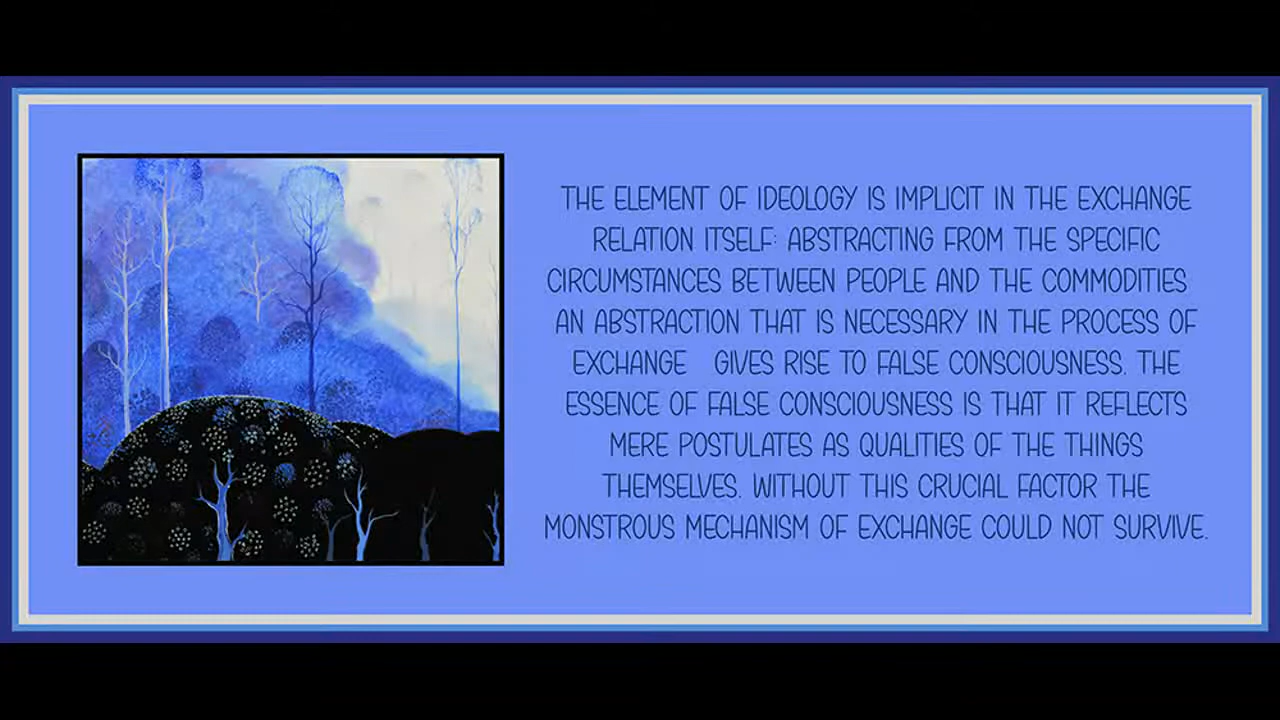 THE ELEMENT OF IDEOLOGY IS IMPLICIT IN THE EXCHANGE
RELATION ITSELF: ABSTRACTING FROM THE SPECIFIC
CIRCUMSTANCES BETWEEN PEOPLE AND THE COMMODITIES
AN ABSTRACTION THAT IS NECESSARY IN THE PROCESS OF
EXCHANGE GIVES RISE TO FALSE CONSCIOUSNESS. THE
ESSENCE OF FALSE CONSCIOUSNESS IS THAT IT REFLECTS
MERE POSTULATES AS QUALITIES OF THE THINGS
THEMSELVES. WITHOUT THIS CRUCIAL FACTOR THE
MONSTROUS MECHANISM OF EXCHANGE COULD NOT SURVIVE.